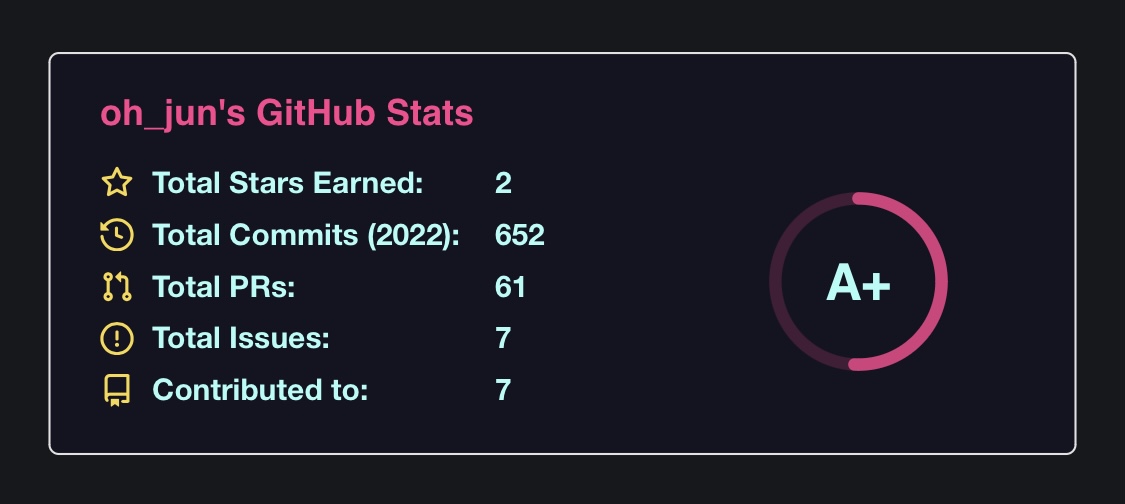 oh_jun's GitHub Stats
Total Stars Earned: 2
Total Commits (2022): 652
Total PRs: 61
Total Issues: 7
Contributed to: 7
A+